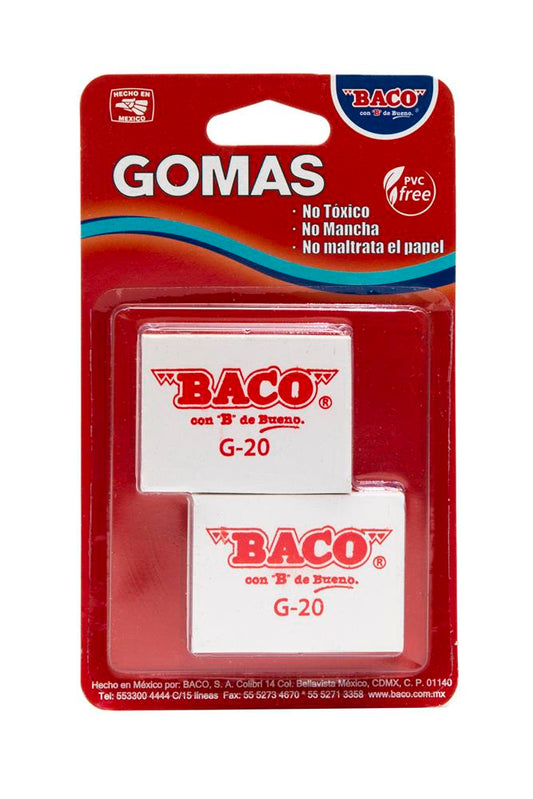 HECHO EN
MEXICO
"BACO"
con "B" de Bueno.
GOMAS
PVC
free
· No Tóxico
· No Mancha
· No maltrata el papel
"BACO"®
con "B" de Bueno.
G-20
"BACO"®
con "B" de Bueno.
G-20
Hecho en México por: BACO, S. A. Colibri 14 Col. Bellavista México, CDMX, C. P. 01140
Tel: 553300 4444 C/15 líneas Fax: 55 5273 4670 * 55 5271 3358 www.baco.com.mx